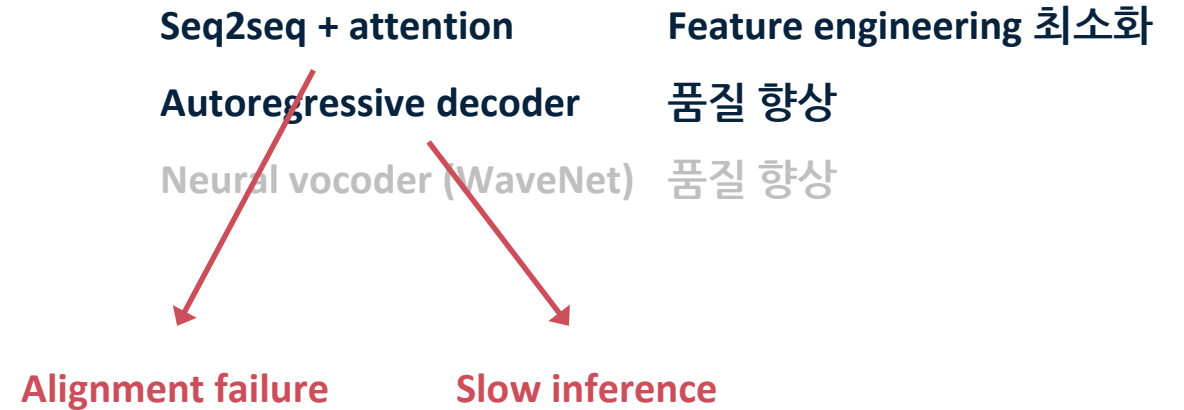 Seq2seq + attention Feature engineering 최소화
Autoregressive decoder 품질 향상
Neural vocoder (WaveNet) 품질 향상
Alignment failure Slow inference